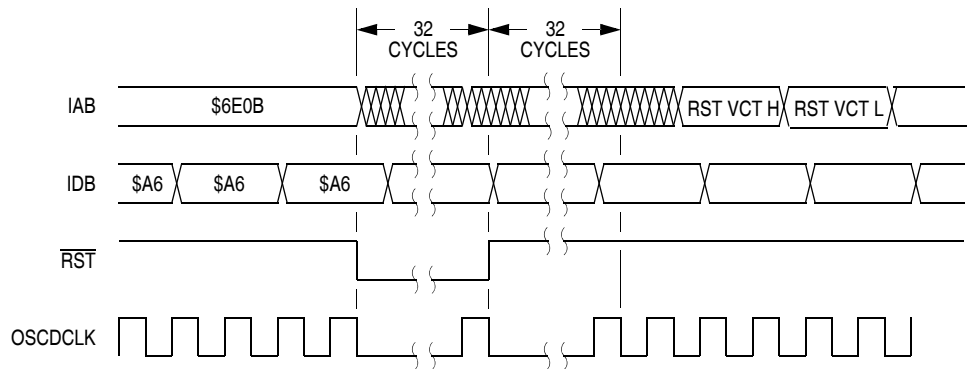 32
CYCLES
32
CYCLES
IAB
$6E0B
RST VCT H
RST VCT L
IDB
$A6
$A6
$A6
RST
OSCDCLK